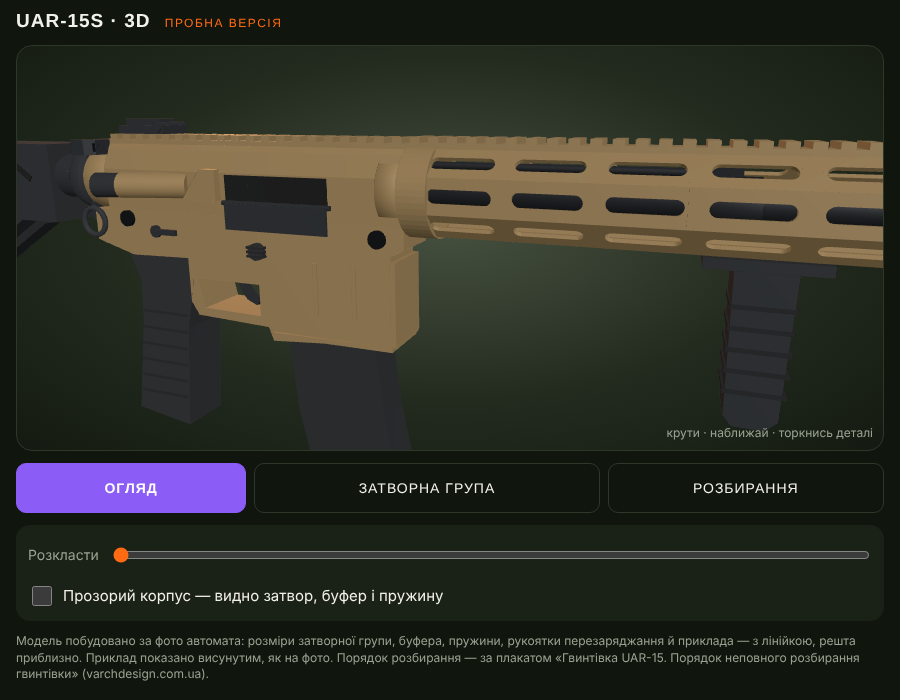 UAR-15S · 3D ПРОБНА ВЕРСІЯ
крути · наближай · торкнись деталі
ОГЛЯД
ЗАТВОРНА ГРУПА
РОЗБИРАННЯ
Розкласти
Прозорий корпус — видно затвор, буфер і пружину
Модель побудовано за фото автомата: розміри затворної групи, буфера, пружини, рукоятки перезаряджання й приклада — з лінійкою, решта
приблизно. Приклад показано висунутим, як на фото. Порядок розбирання — за плакатом «Гвинтівка UAR-15. Порядок неповного розбирання
гвинтівки» (varchdesign.com.ua).